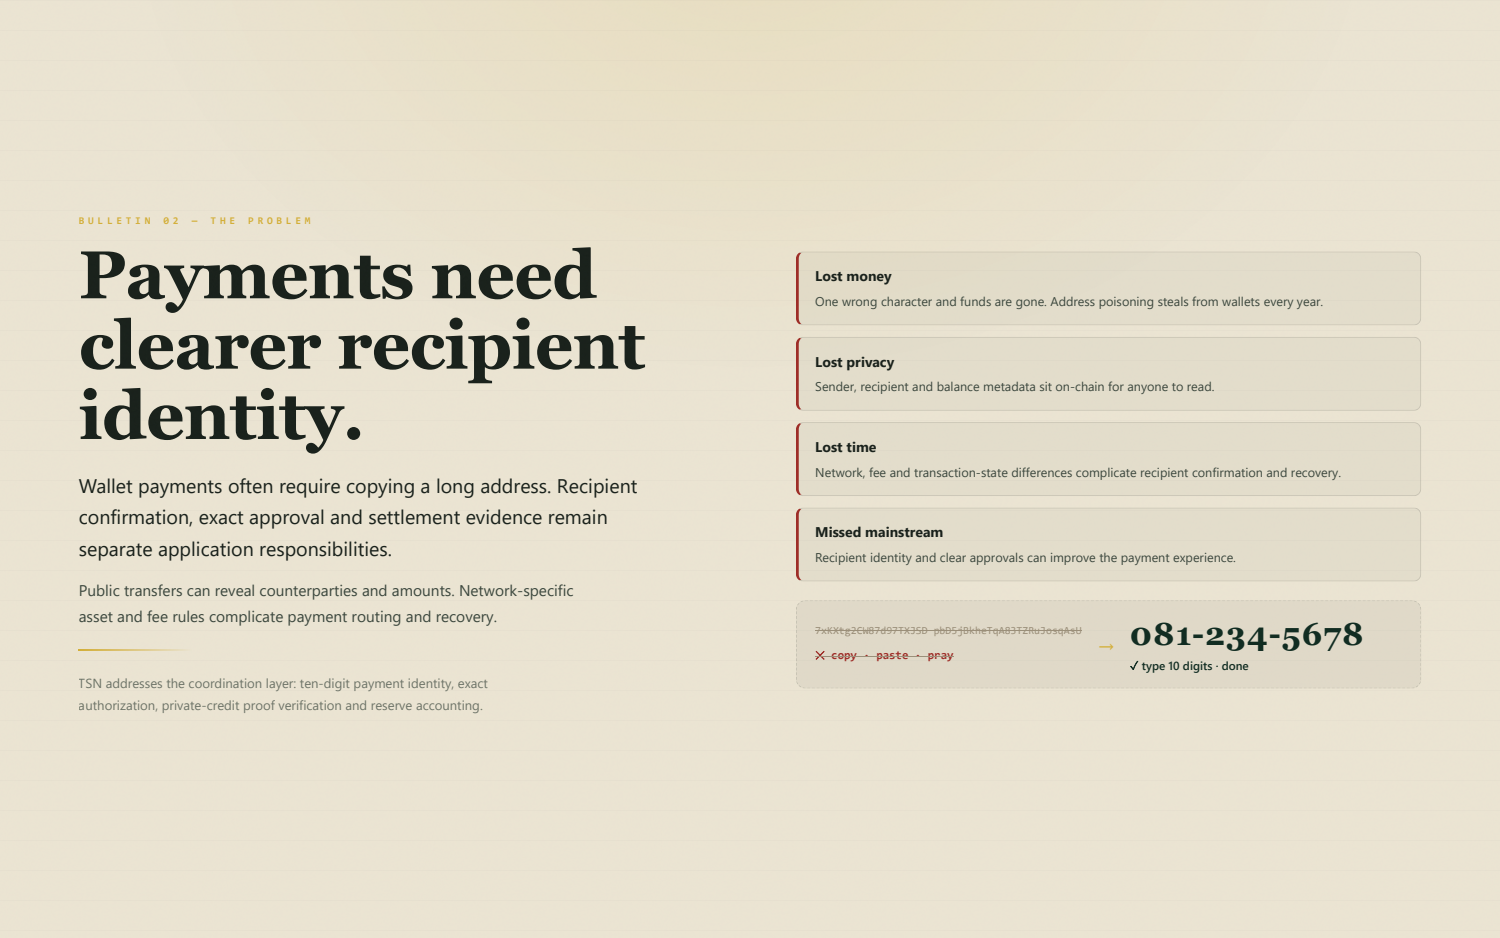 BULLETIN 02 — THE PROBLEM
Payments need
clearer recipient
identity.
Wallet payments often require copying a long address. Recipient
confirmation, exact approval and settlement evidence remain
separate application responsibilities.
Public transfers can reveal counterparties and amounts. Network-specific
asset and fee rules complicate payment routing and recovery.
TSN addresses the coordination layer: ten-digit payment identity, exact
authorization, private-credit proof verification and reserve accounting.
Lost money
One wrong character and funds are gone. Address poisoning steals from wallets every year.
Lost privacy
Sender, recipient and balance metadata sit on-chain for anyone to read.
Lost time
Network, fee and transaction-state differences complicate recipient confirmation and recovery.
Missed mainstream
Recipient identity and clear approvals can improve the payment experience.
✕ copy · paste · pray
→
081-234-5678
✓ type 10 digits · done